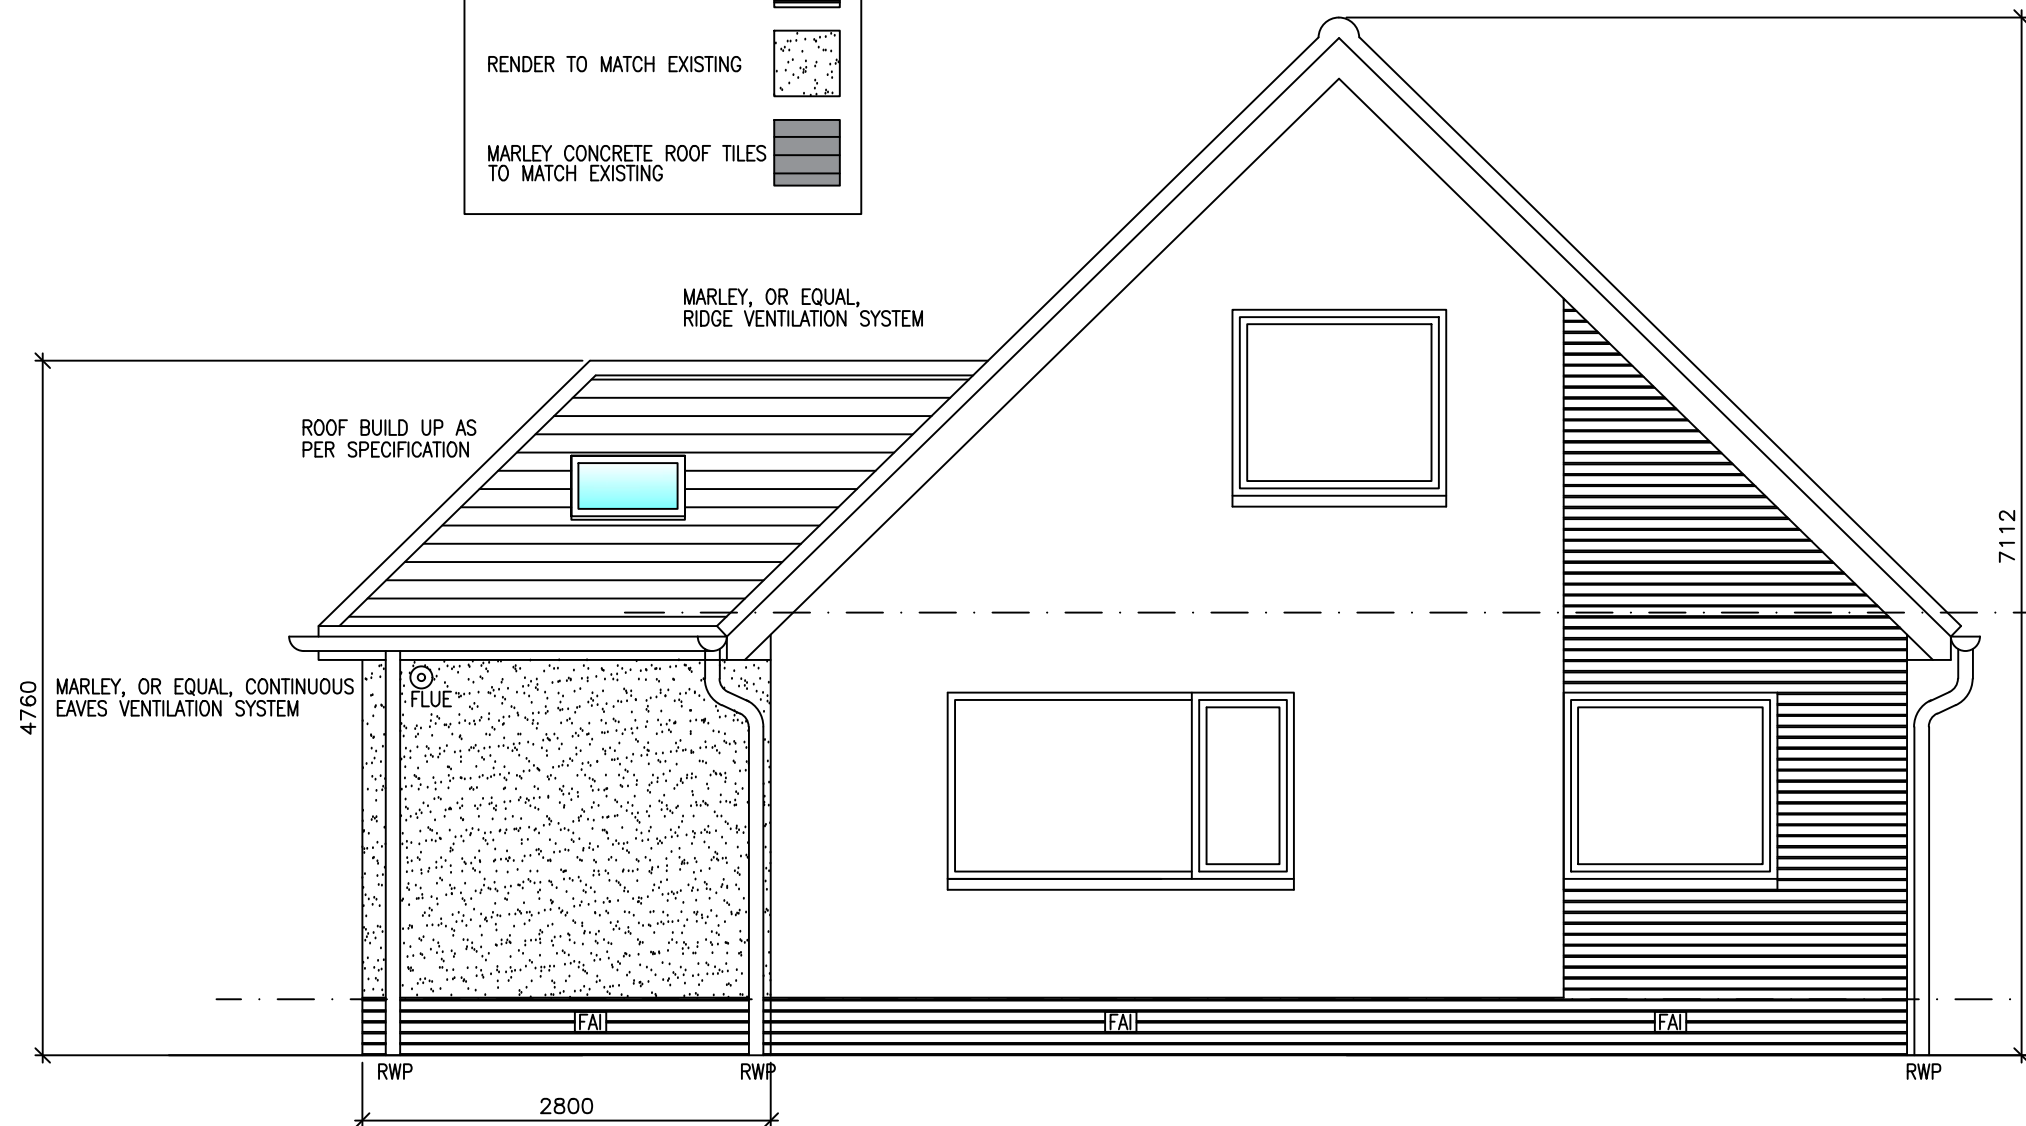 RENDER TO MATCH EXISTING
MARLEY CONCRETE ROOF TILES
TO MATCH EXISTING
MARLEY, OR EQUAL,
RIDGE VENTILATION SYSTEM
ROOF BUILD UP AS
PER SPECIFICATION
7112
4760
MARLEY, OR EQUAL, CONTINUOUS
EAVES VENTILATION SYSTEM
FLUE
FAI
FAI
FAI
RWP
RWP
RWP
2800